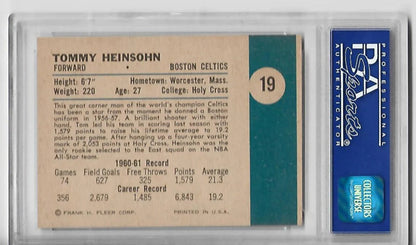 TOMMY HEINSOHN
FORWARD • BOSTON CELTICS
Height: 6'7" Hometown: Worcester, Mass.
Weight: 220 Age: 27 College: Holy Cross
19
This great corner man of the world's champion Celtics
has been a star from the moment he donned a Boston
uniform in 1956-57. A brilliant shooter with either
hand, Tom led his team in scoring last season with
1,579 points to raise his lifetime average to 19.2
points per game. After hanging up a four-year varsity
mark of 2,053 points at Holy Cross, Heinsohn was the
only rookie selected to the East squad on the NBA
All-Star team.
1960-61 Record
Games Field Goals Free Throws Points Average
74 627 325 1,579 21.3
Career Record
356 2,679 1,485 6,843 19.2
© FRANK H. FLEER CORP. PRINTED IN U.S.A.
PSA
Sports
PROFESSIONAL
SPORTS
AUTHENTICATOR
COLLECTORS
UNIVERSE